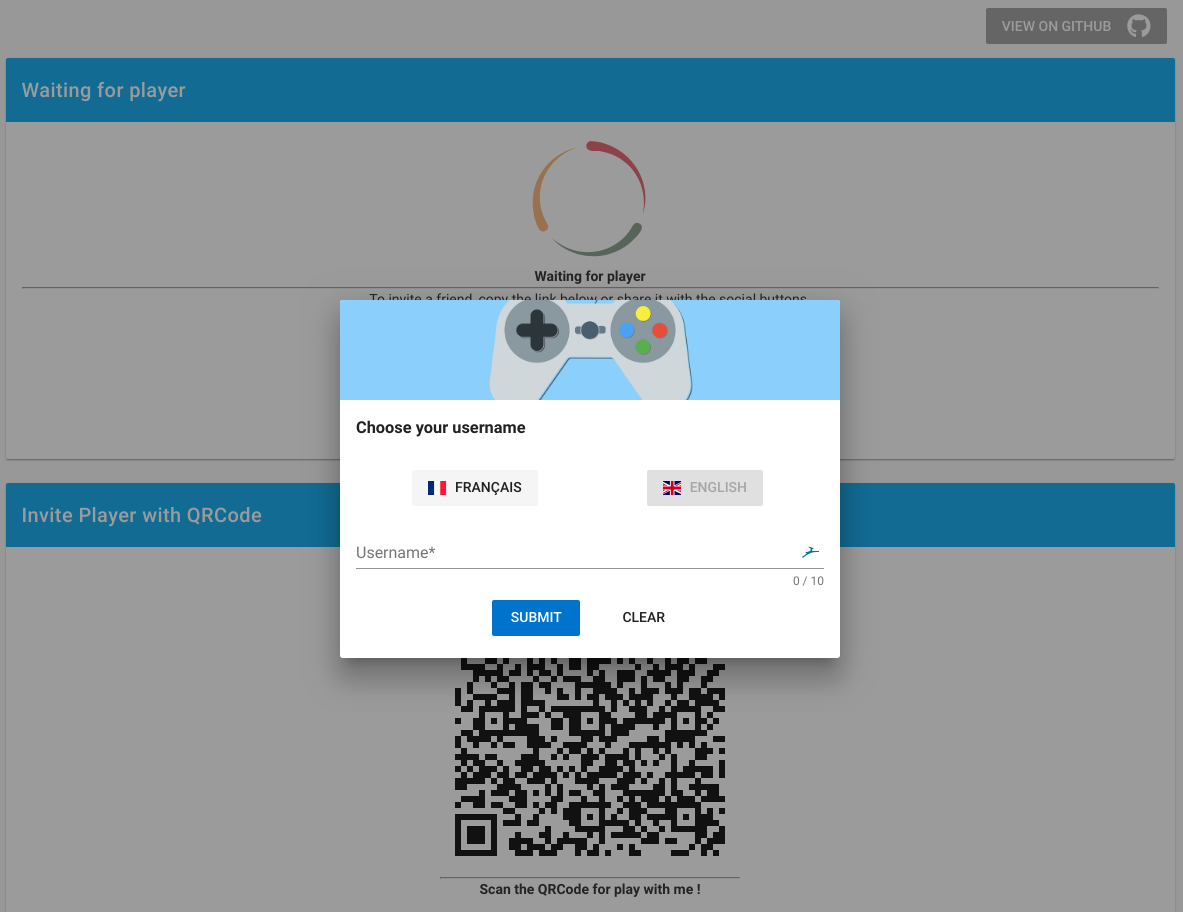 VIEW ON GITHUB
Waiting for player
Waiting for player
To invite a friend, copy the link below or share it with the social buttons
Choose your username
FRANÇAIS
ENGLISH
Invite Player with QRCode
Username*
0 / 10
SUBMIT
CLEAR
Scan the QRCode for play with me !